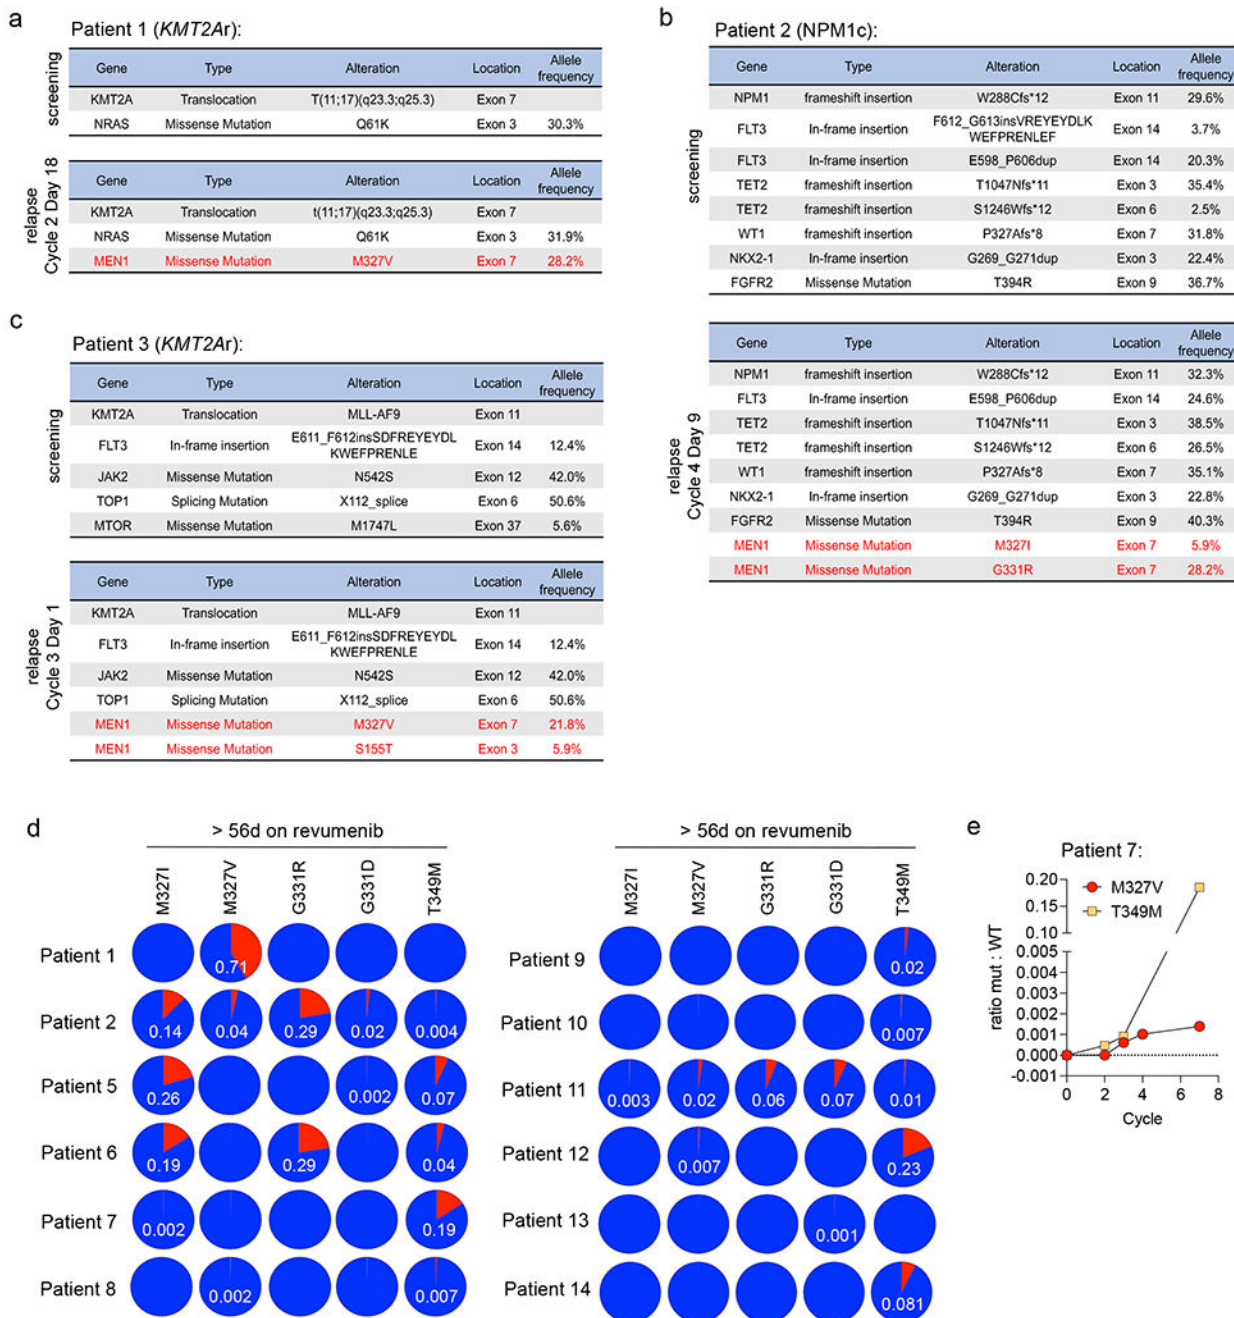 a
Patient 1 (KMT2Ar):
screening
Gene Type Alteration Location Allele frequency
KMT2A Translocation T(11;17)(q23.3;q25.3) Exon 7
NRAS Missense Mutation Q61K Exon 3 30.3%
relapse
Cycle 2 Day 18
Gene Type Alteration Location Allele frequency
KMT2A Translocation t(11;17)(q23.3;q25.3) Exon 7
NRAS Missense Mutation Q61K Exon 3 31.9%
MEN1 Missense Mutation M327V Exon 7 28.2%
b
Patient 2 (NPM1c):
screening
Gene Type Alteration Location Allele frequency
NPM1 frameshift insertion W288Cfs*12 Exon 11 29.6%
FLT3 In-frame insertion F612_G613insVREYEYDLK WEFPRENLEF Exon 14 3.7%
FLT3 In-frame insertion E598_P606dup Exon 14 20.3%
TET2 frameshift insertion T1047Nfs*11 Exon 3 35.4%
TET2 frameshift insertion S1246Wfs*12 Exon 6 2.5%
WT1 frameshift insertion P327Afs*8 Exon 7 31.8%
NKX2-1 In-frame insertion G269_G271dup Exon 3 22.4%
FGFR2 Missense Mutation T394R Exon 9 36.7%
relapse
Cycle 4 Day 9
Gene Type Alteration Location Allele frequency
NPM1 frameshift insertion W288Cfs*12 Exon 11 32.3%
FLT3 In-frame insertion E598_P606dup Exon 14 24.6%
TET2 frameshift insertion T1047Nfs*11 Exon 3 38.5%
TET2 frameshift insertion S1246Wfs*12 Exon 6 26.5%
WT1 frameshift insertion P327Afs*8 Exon 7 35.1%
NKX2-1 In-frame insertion G269_G271dup Exon 3 22.8%
FGFR2 Missense Mutation T394R Exon 9 40.3%
MEN1 Missense Mutation M327I Exon 7 5.9%
MEN1 Missense Mutation G331R Exon 7 28.2%
c
Patient 3 (KMT2Ar):
screening
Gene Type Alteration Location Allele frequency
KMT2A Translocation MLL-AF9 Exon 11
FLT3 In-frame insertion E611_F612insSDFREYEYDL KWEFPRENLE Exon 14 12.4%
JAK2 Missense Mutation N542S Exon 12 42.0%
TOP1 Splicing Mutation X112_splice Exon 6 50.6%
MTOR Missense Mutation M1747L Exon 37 5.6%
relapse
Cycle 3 Day 1
Gene Type Alteration Location Allele frequency
KMT2A Translocation MLL-AF9 Exon 11
FLT3 In-frame insertion E611_F612insSDFREYEYDL KWEFPRENLE Exon 14 12.4%
JAK2 Missense Mutation N542S Exon 12 42.0%
TOP1 Splicing Mutation X112_splice Exon 6 50.6%
MEN1 Missense Mutation M327V Exon 7 21.8%
MEN1 Missense Mutation S155T Exon 3 5.9%
d
> 56d on revumenib
M327I M327V G331R G331D T349M
Patient 1 0.71
Patient 2 0.14 0.04 0.29 0.02 0.004
Patient 5 0.26 0.002 0.07
Patient 6 0.19 0.29 0.04
Patient 7 0.002 0.19
Patient 8 0.002 0.007
> 56d on revumenib
M327I M327V G331R G331D T349M
Patient 9 0.02
Patient 10 0.007
Patient 11 0.003 0.02 0.06 0.07 0.01
Patient 12 0.007 0.23
Patient 13 0.001
Patient 14 0.081
e
Patient 7:
M327V
T349M
ratio mut : WT
0.20
0.15
0.10
0.005
0.004
0.003
0.002
0.001
0.000
-0.001
0 2 4 6 8
Cycle